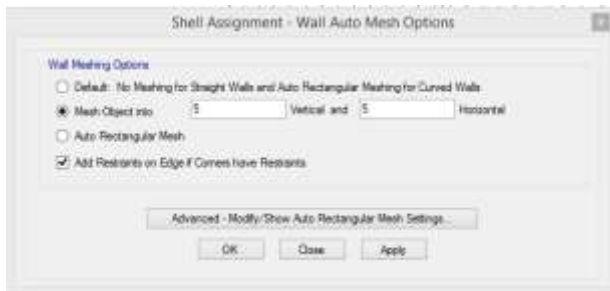 Shell Assignment - Wall Auto Mesh Options
Wall Meshing Options
Default: No Meshing for Straight Walls and Auto Rectangular Meshing for Curved Walls
Mesh Object into 5 Vertical and 5 Horizontal
Auto Rectangular Mesh
Add Restraints on Edge if Corners have Restraints
Advanced - Modify/Show Auto Rectangular Mesh Settings...
OK Close Apply